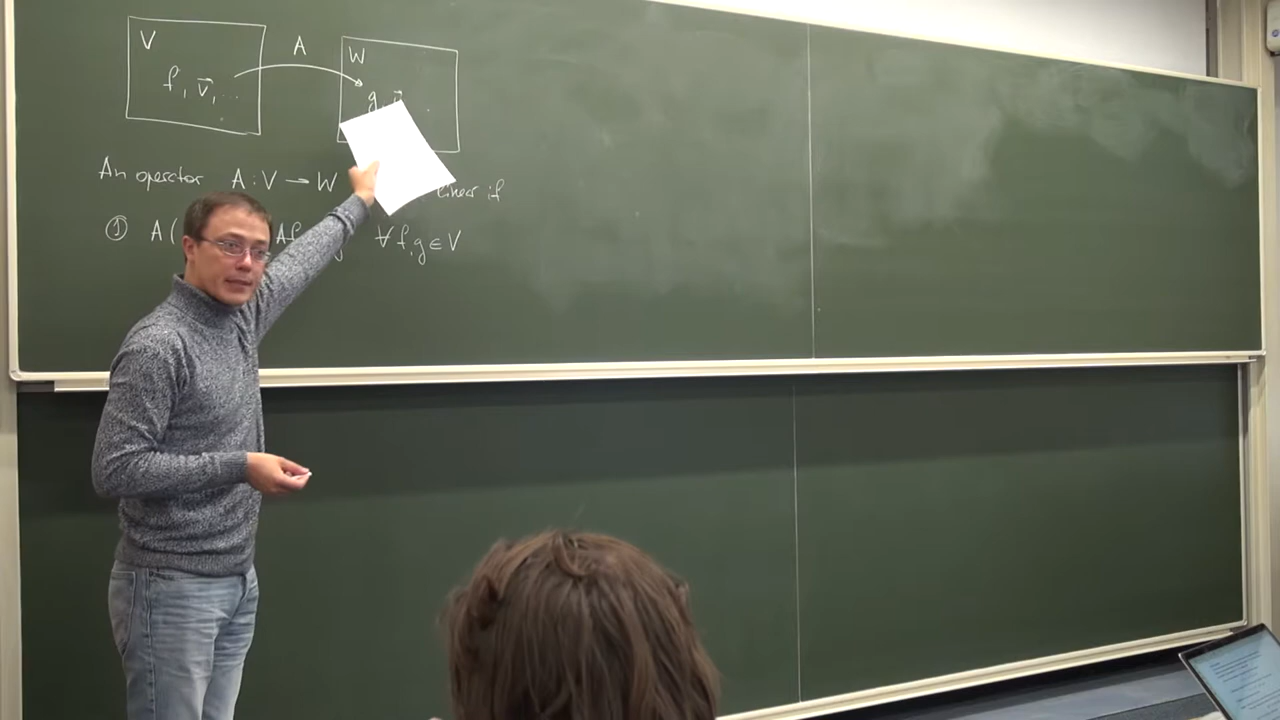 V
A
W
f, v⃗, ...
g,
An operator A : V → W linear if
① A( Af ∀ f,g ∈ V